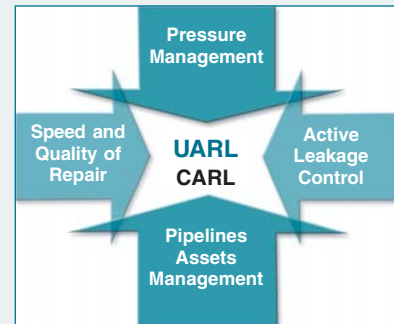 Pressure
Management
Speed and
Quality of
Repair
UARL
CARL
Active
Leakage
Control
Pipelines
Assets
Management